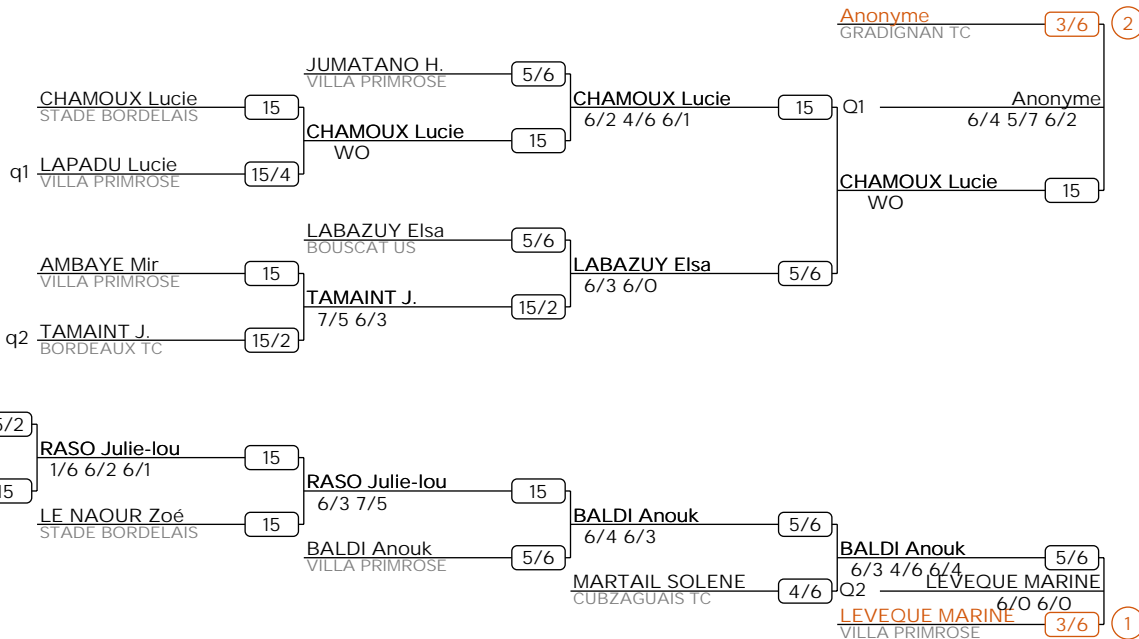 Anonyme
GRADIGNAN TC
3/6
2
JUMATANO H.
VILLA PRIMROSE
5/6
CHAMOUX Lucie
STADE BORDELAIS
15
CHAMOUX Lucie
6/2 4/6 6/1
15
Q1
Anonyme
6/4 5/7 6/2
CHAMOUX Lucie
WO
15
q1
LAPADU Lucie
VILLA PRIMROSE
15/4
CHAMOUX Lucie
WO
15
LABAZUY Elsa
BOUSCAT US
5/6
AMBAYE Mir
VILLA PRIMROSE
15
LABAZUY Elsa
6/3 6/0
5/6
TAMAINT J.
7/5 6/3
15/2
q2
TAMAINT J.
BORDEAUX TC
15/2
5/2
RASO Julie-lou
1/6 6/2 6/1
15
15
RASO Julie-lou
6/3 7/5
15
LE NAOUR Zoé
STADE BORDELAIS
15
BALDI Anouk
6/4 6/3
5/6
BALDI Anouk
VILLA PRIMROSE
5/6
BALDI Anouk
6/3 4/6 6/4
5/6
MARTAIL SOLENE
CUBZAGUAIS TC
4/6
Q2
LEVEQUE MARINE
6/0 6/0
LEVEQUE MARINE
VILLA PRIMROSE
3/6
1